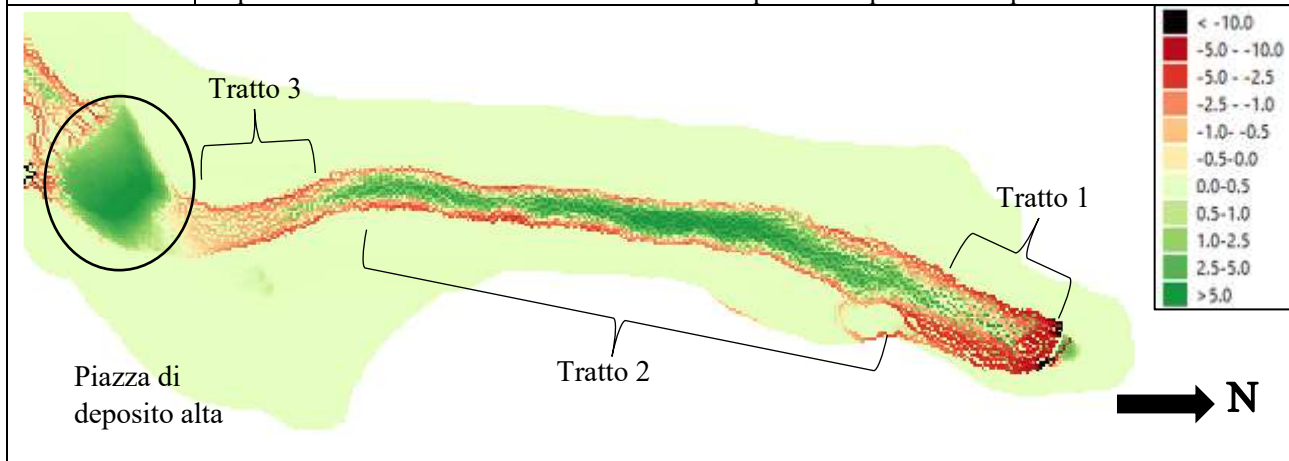 < -10.0
-5.0 - -10.0
-5.0 - -2.5
-2.5 - -1.0
-1.0- -0.5
-0.5-0.0
0.0-0.5
0.5-1.0
1.0-2.5
2.5-5.0
>5.0
Tratto 3
Tratto 1
Tratto 2
Piazza di
deposito alta
N